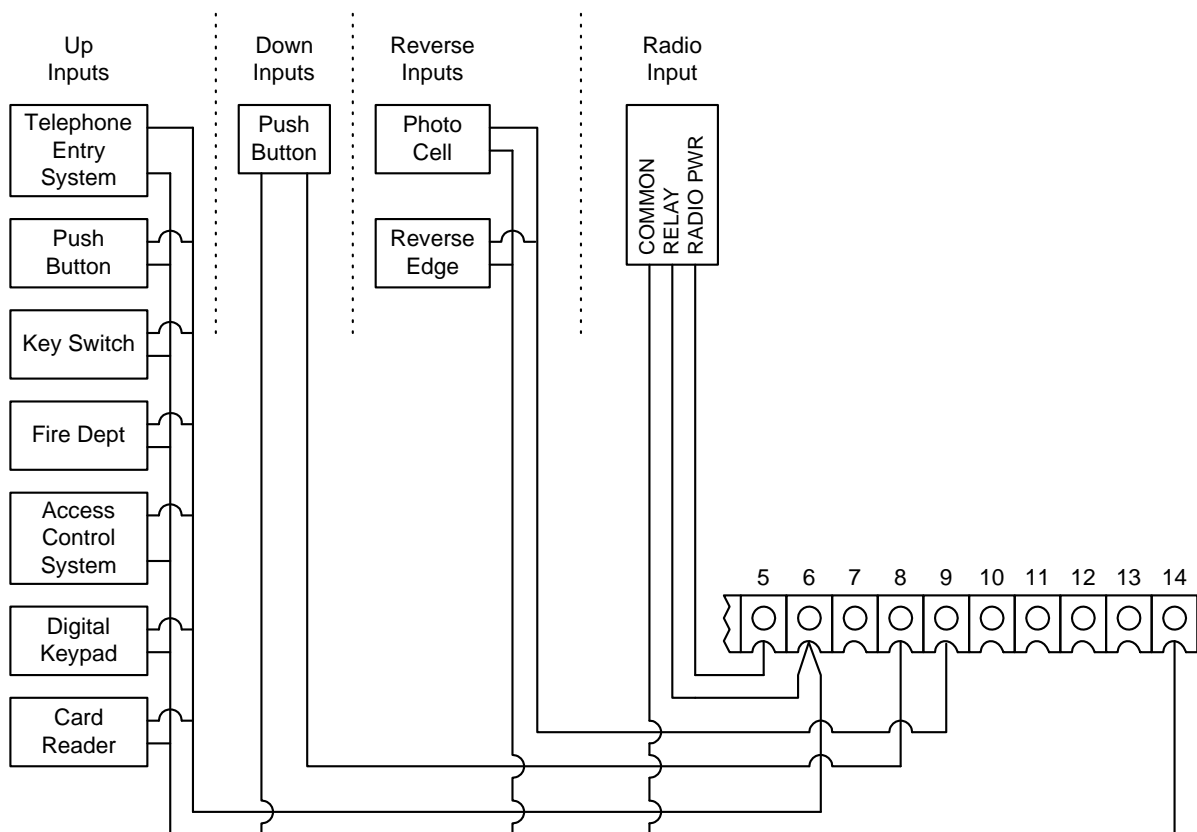 Up
Inputs
Down
Inputs
Reverse
Inputs
Radio
Input
Telephone
Entry
System
Push
Button
Key Switch
Fire Dept
Access
Control
System
Digital
Keypad
Card
Reader
Push
Button
Photo
Cell
Reverse
Edge
COMMON
RELAY
RADIO PWR
5 6 7 8 9 10 11 12 13 14